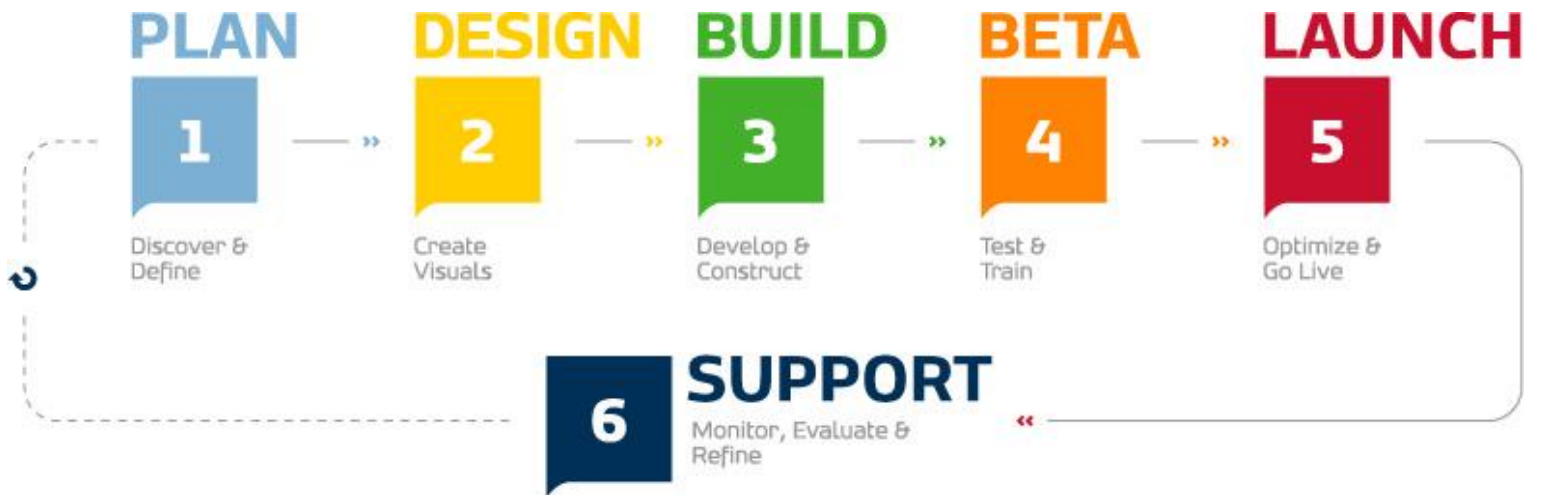 PLAN
1
Discover &
Define
DESIGN
2
Create
Visuals
BUILD
3
Develop &
Construct
BETA
4
Test &
Train
LAUNCH
5
Optimize &
Go Live
6
SUPPORT
Monitor, Evaluate &
Refine